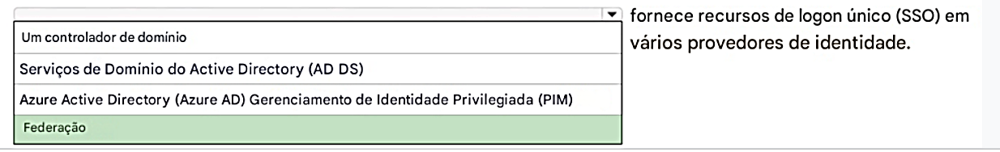 Um controlador de domínio
Serviços de Domínio do Active Directory (AD DS)
Azure Active Directory (Azure AD) Gerenciamento de Identidade Privilegiada (PIM)
Federação
fornece recursos de logon único (SSO) em
vários provedores de identidade.